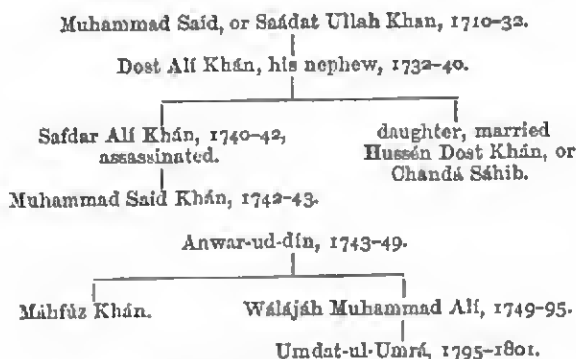 Muhammad Said, or Saádat Ullah Khan, 1710–32.
Dost Alí Khán, his nephew, 1732–40.
Safdar Alí Khán, 1740–42,
assassinated.
daughter, married
Hussén Dost Khán, or
Chandá Sáhib.
Muhammad Said Khán, 1742–43.
Anwar-ud-dín, 1743–49.
Máhfúz Khán.
Wálájáh Muhammad Alí, 1749–95.
Umdat-ul-Umrá, 1795–1801.